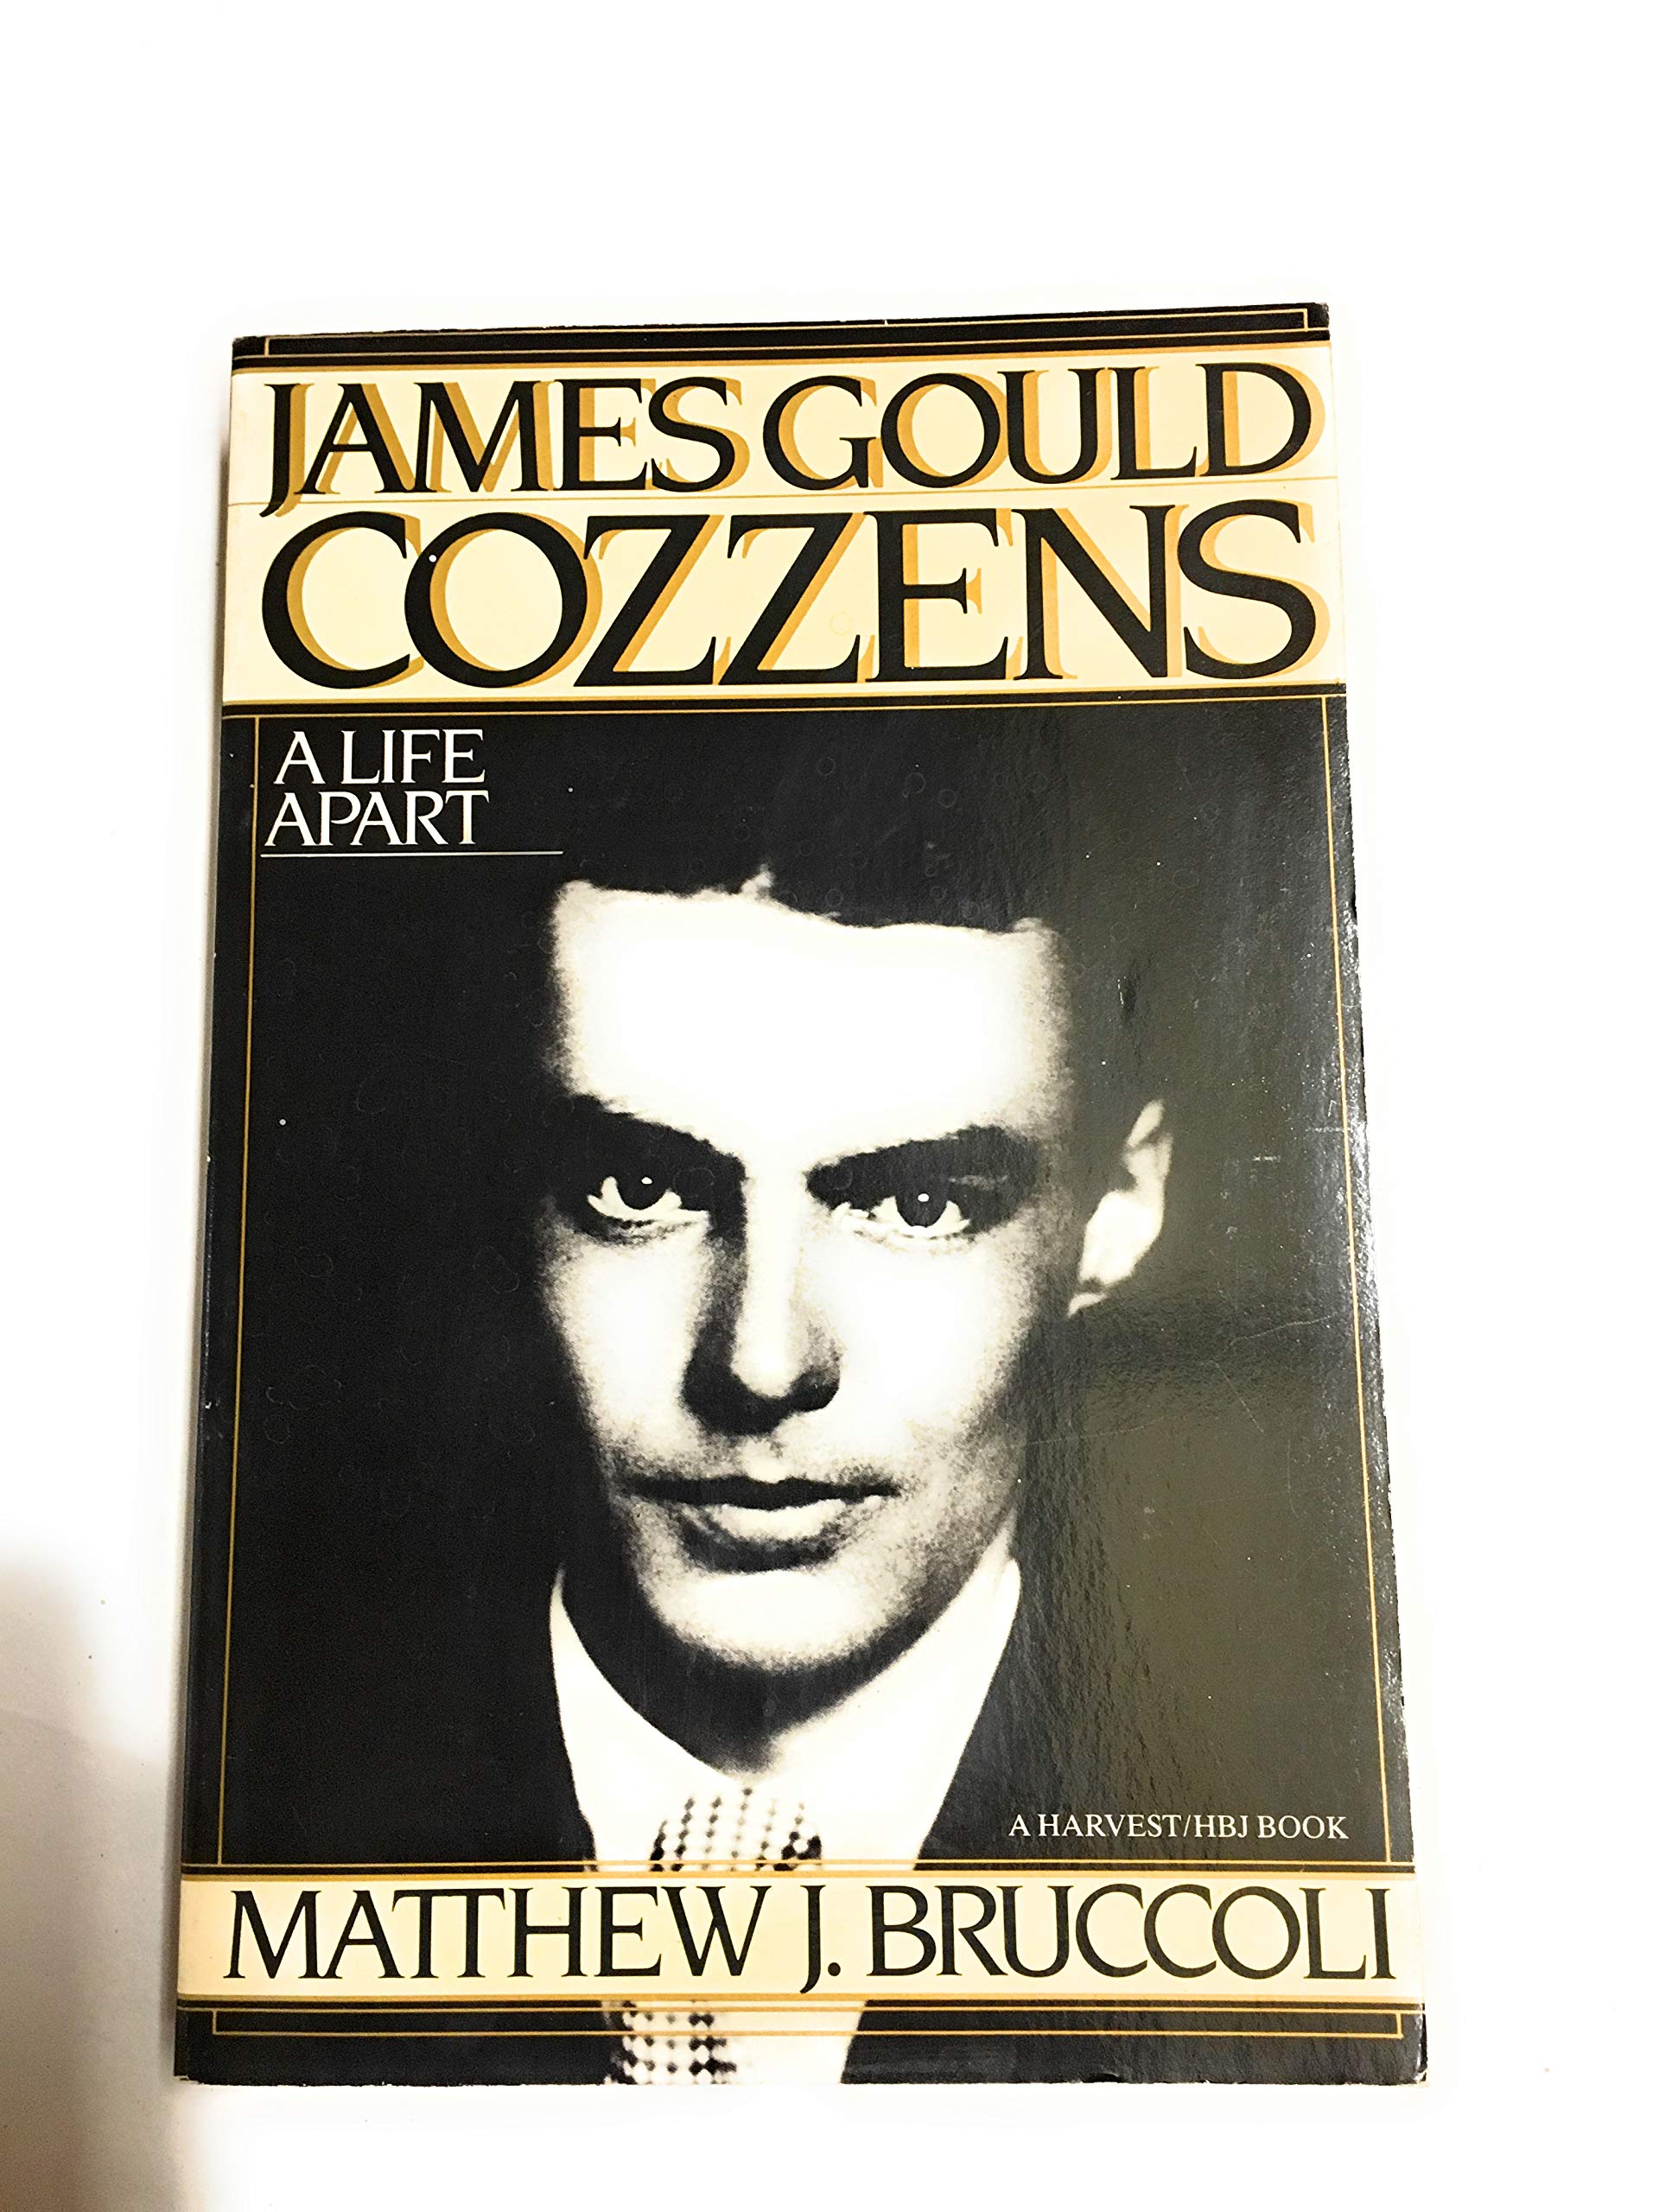 JAMES GOULD
COZZENS
A LIFE
APART
A HARVEST/HBJ BOOK
MATTHEW J. BRUCCOLI